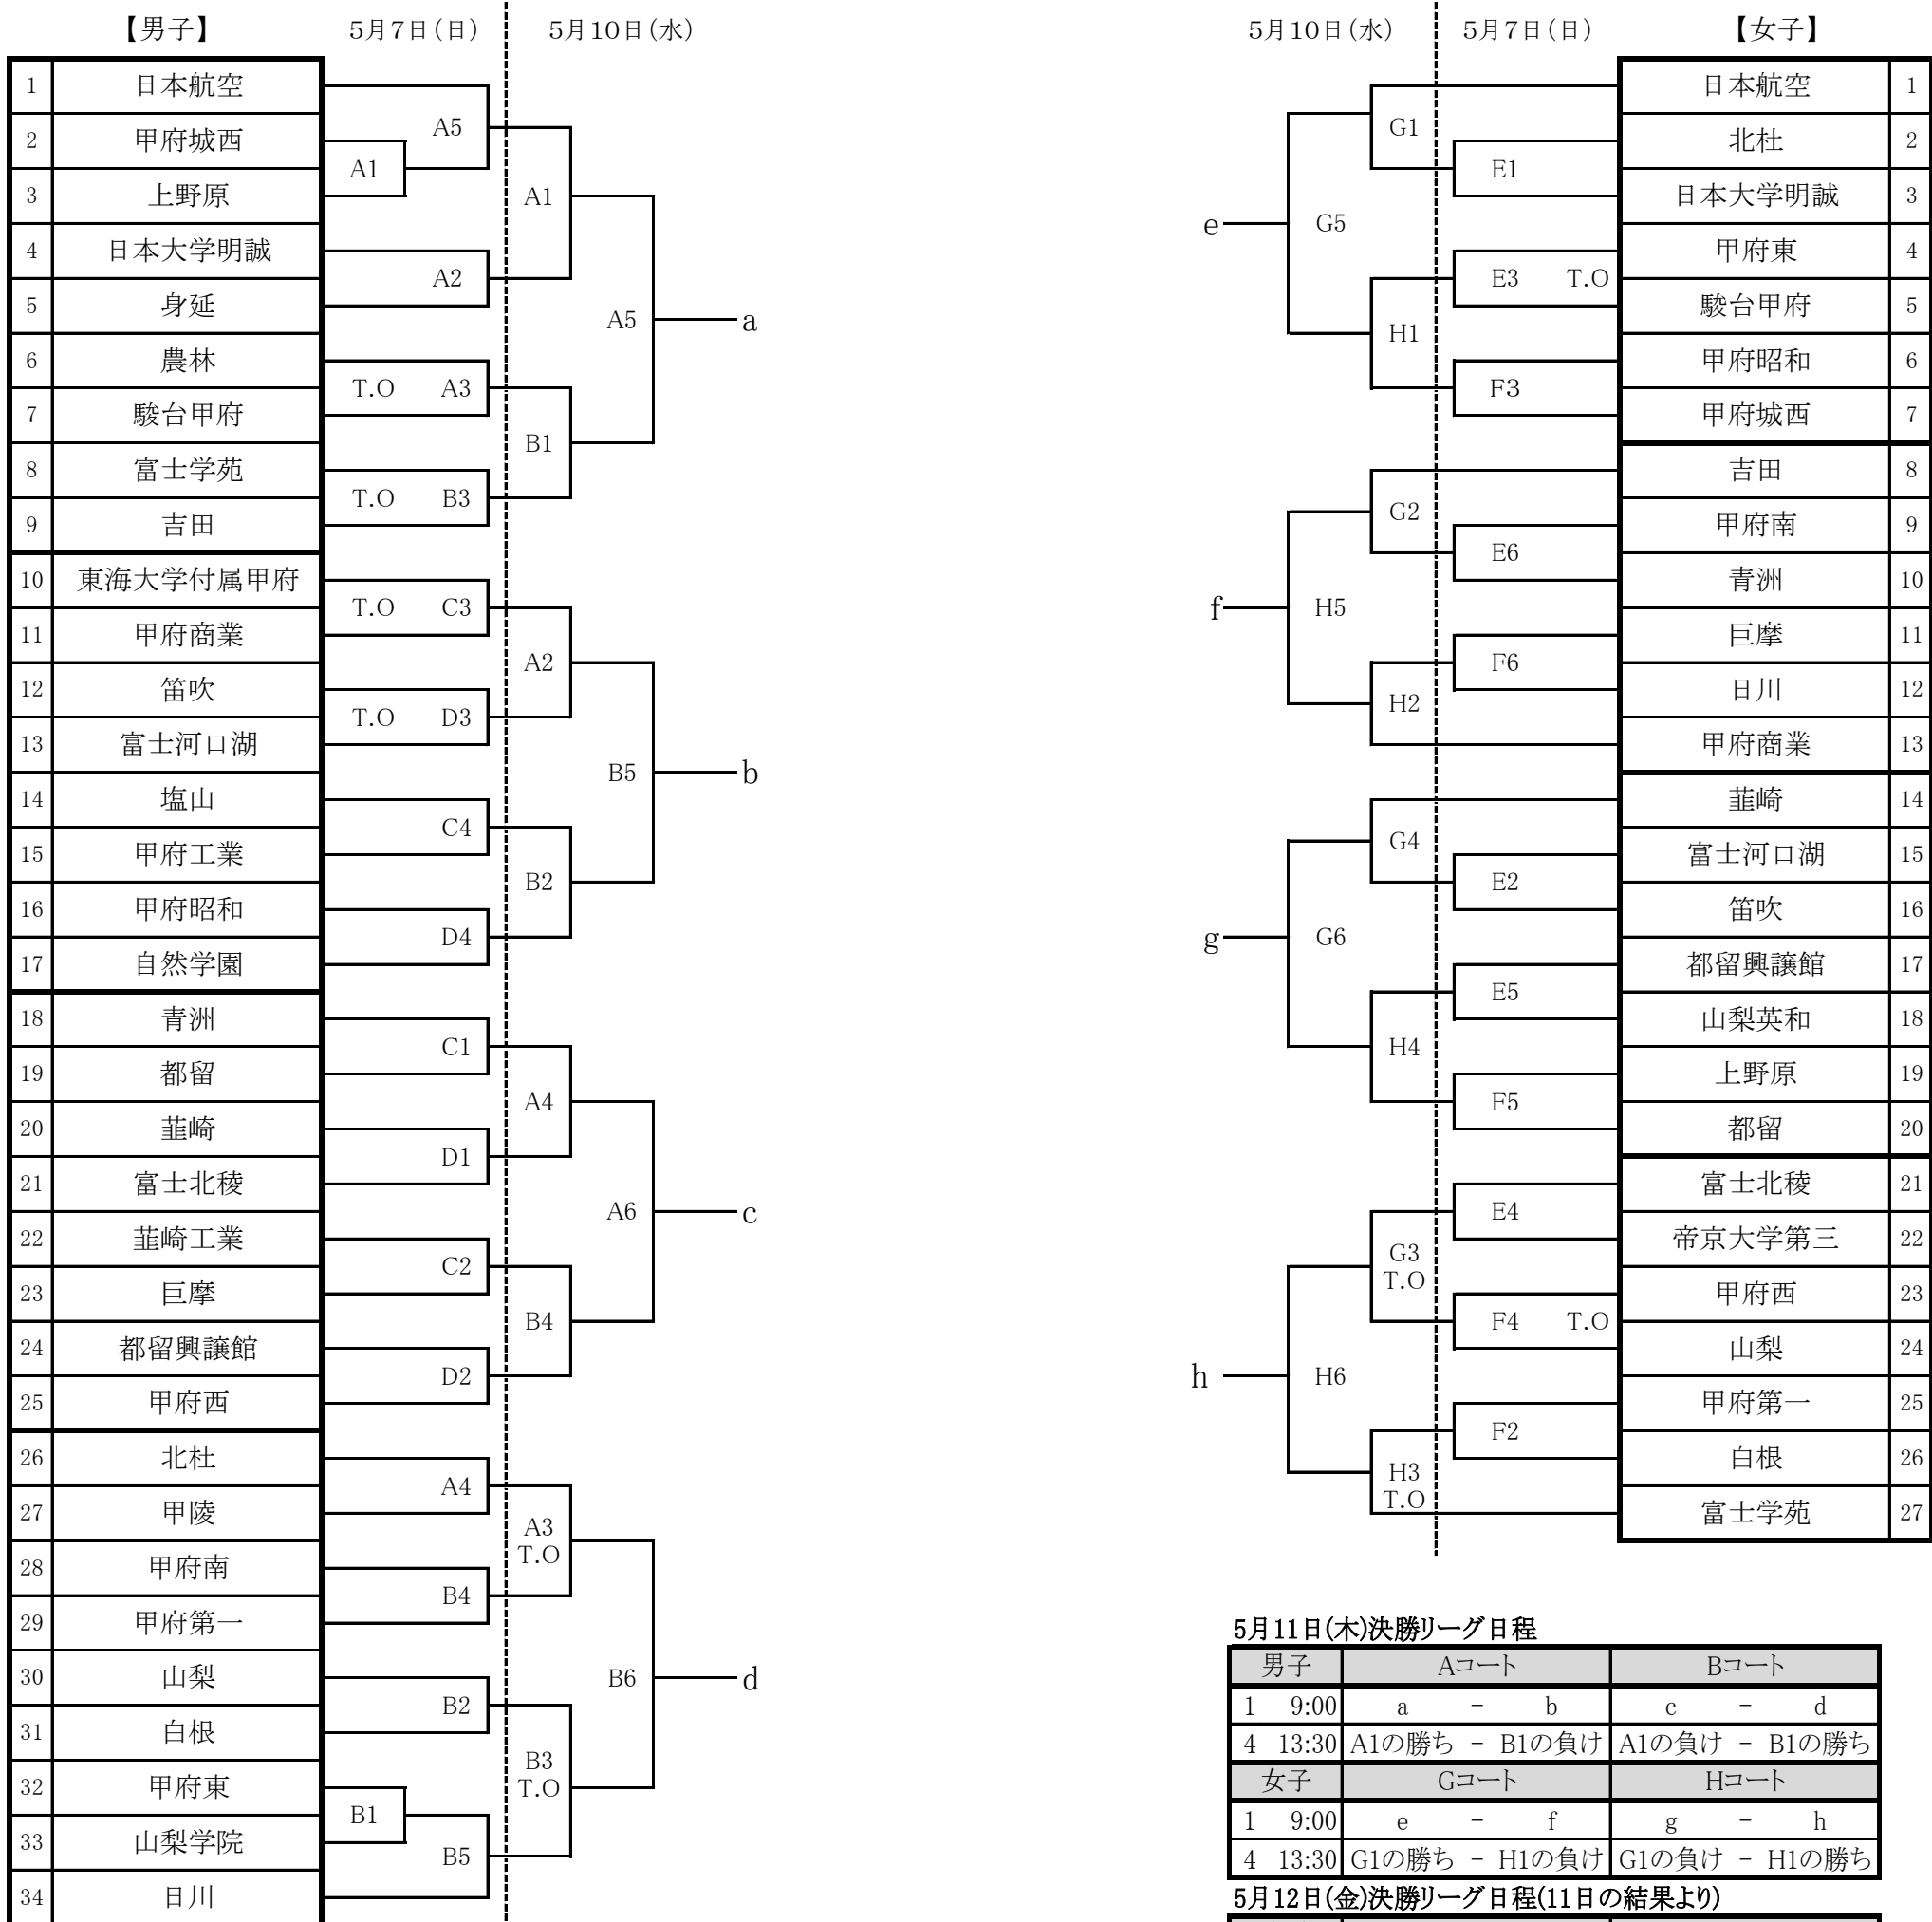 【男子】 5月7日(日) 5月10日(水)
1 日本航空
2 甲府城西
3 上野原
4 日本大学明誠
5 身延
6 農林
7 駿台甲府
8 富士学苑
9 吉田
10 東海大学付属甲府
11 甲府商業
12 笛吹
13 富士河口湖
14 塩山
15 甲府工業
16 甲府昭和
17 自然学園
18 青洲
19 都留
20 韮崎
21 富士北稜
22 韮崎工業
23 巨摩
24 都留興譲館
25 甲府西
26 北杜
27 甲陵
28 甲府南
29 甲府第一
30 山梨
31 白根
32 甲府東
33 山梨学院
34 日川
A5
A1
A2
T.O A3
T.O B3
T.O C3
T.O D3
C4
D4
C1
D1
C2
D2
A4
B4
B2
B1
B5
A1
B1
A2
B2
A4
B4
A3
T.O
B3
T.O
A5
B5
A6
B6
a
b
c
d
5月10日(水) 5月7日(日) 【女子】
e
f
g
h
G5
H5
G6
H6
G1
H1
G2
H2
G4
H4
G3
T.O
H3
T.O
E1
E3 T.O
F3
E6
F6
E2
E5
F5
E4
F4 T.O
F2
日本航空 1
北杜 2
日本大学明誠 3
甲府東 4
駿台甲府 5
甲府昭和 6
甲府城西 7
吉田 8
甲府南 9
青洲 10
巨摩 11
日川 12
甲府商業 13
韮崎 14
富士河口湖 15
笛吹 16
都留興譲館 17
山梨英和 18
上野原 19
都留 20
富士北稜 21
帝京大学第三 22
甲府西 23
山梨 24
甲府第一 25
白根 26
富士学苑 27
5月11日(木)決勝リーグ日程
男子 Aコート Bコート
1 9:00 a － b c － d
4 13:30 A1の勝ち － B1の負け A1の負け － B1の勝ち
女子 Gコート Hコート
1 9:00 e － f g － h
4 13:30 G1の勝ち － H1の負け G1の負け － H1の勝ち
5月12日(金)決勝リーグ日程(11日の結果より)